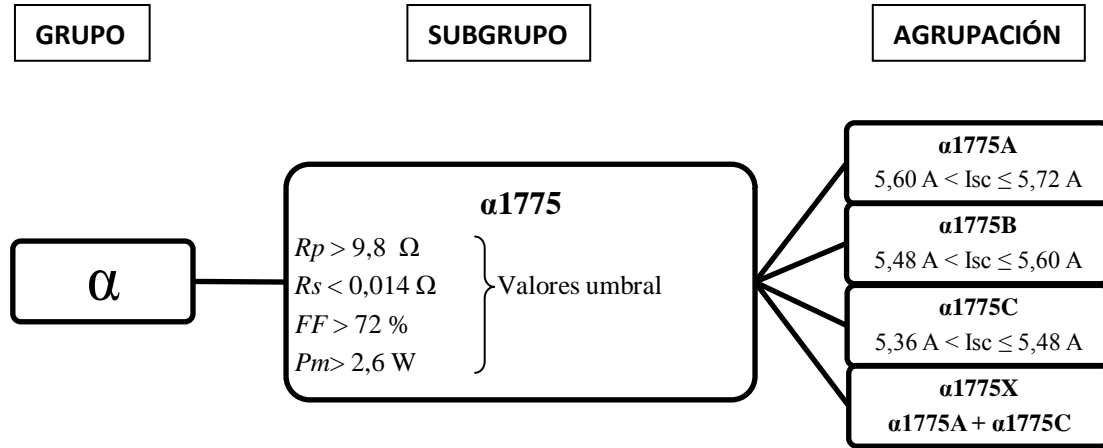 GRUPO
SUBGRUPO
AGRUPACIÓN
α
α1775
Rp > 9,8 Ω
Rs < 0,014 Ω
FF > 72 %
Pm> 2,6 W
Valores umbral
α1775A
5,60 A < Isc ≤ 5,72 A
α1775B
5,48 A < Isc ≤ 5,60 A
α1775C
5,36 A < Isc ≤ 5,48 A
α1775X
α1775A + α1775C